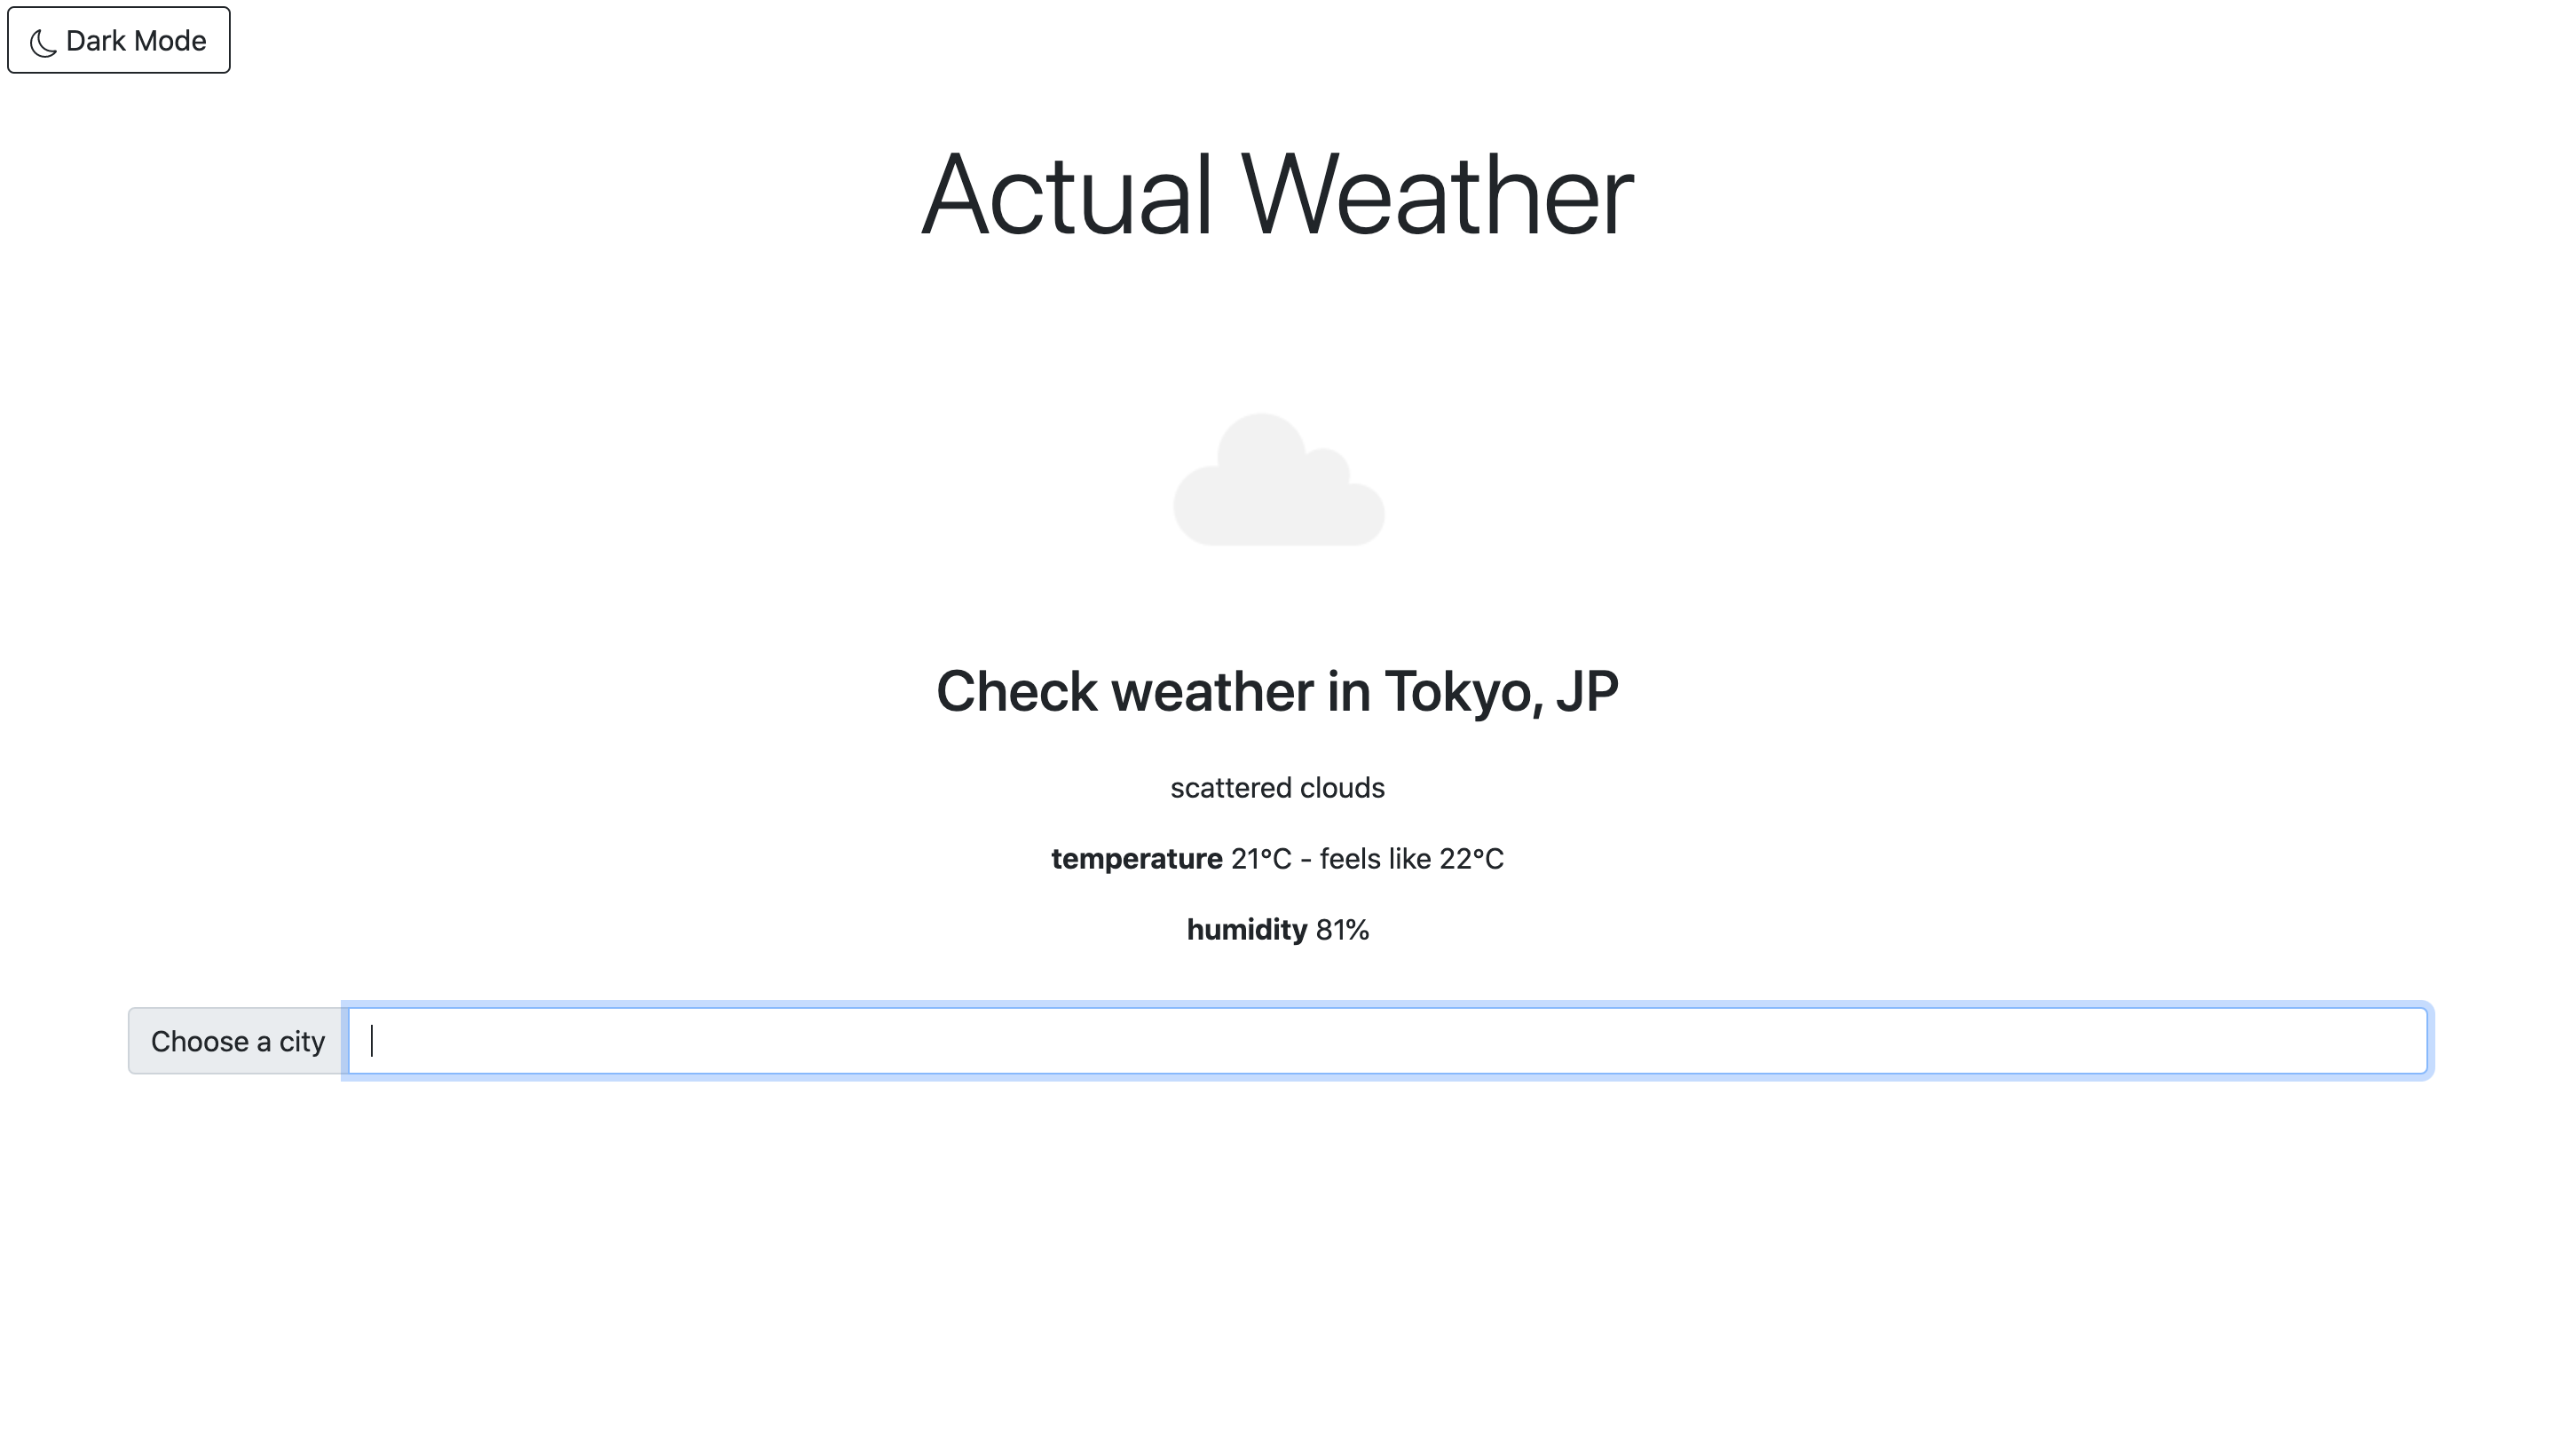 Dark Mode
Actual Weather
Check weather in Tokyo, JP
scattered clouds
temperature 21°C - feels like 22°C
humidity 81%
Choose a city